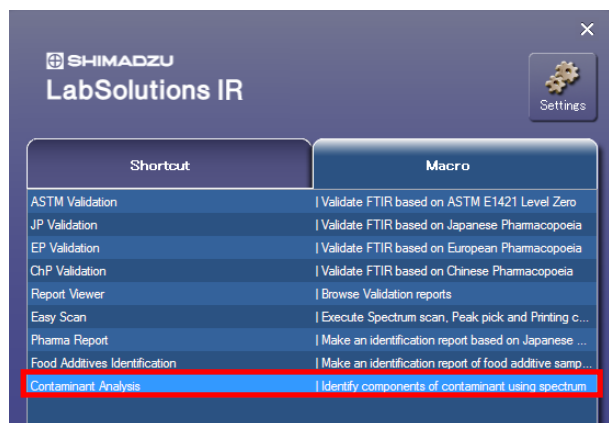 SHIMADZU
LabSolutions IR
Settings
Shortcut Macro
ASTM Validation | Validate FTIR based on ASTM E1421 Level Zero
JP Validation | Validate FTIR based on Japanese Pharmacopoeia
EP Validation | Validate FTIR based on European Pharmacopoeia
ChP Validation | Validate FTIR based on Chinese Pharmacopoeia
Report Viewer | Browse Validation reports
Easy Scan | Execute Spectrum scan, Peak pick and Printing c...
Pharma Report | Make an identification report based on Japanese ...
Food Additives Identification | Make an identification report of food additive samp...
Contaminant Analysis | Identify components of contaminant using spectrum